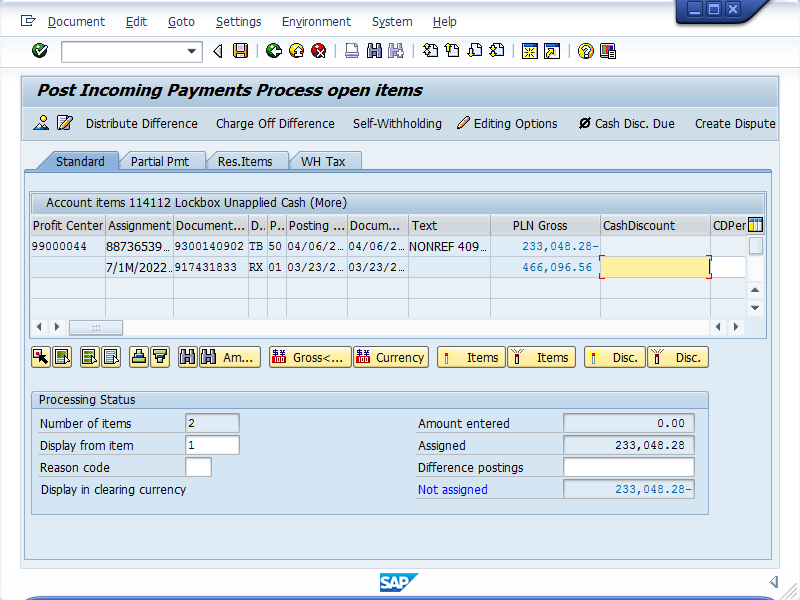 Document Edit Goto Settings Environment System Help
Post Incoming Payments Process open items
Distribute Difference Charge Off Difference Self-Withholding Editing Options Cash Disc. Due Create Dispute
Standard Partial Pmt Res.Items WH Tax
Account items 114112 Lockbox Unapplied Cash (More)
Profit Center Assignment Document... D.. P.. Posting ... Docum... Text PLN Gross CashDiscount CDPer
99000044 88736539... 9300140902 TB 50 04/06/2... 04/06/2... NONREF 409... 233,048.28-
7/1M/2022... 917431833 RX 01 03/23/2... 03/23/2... 466,096.56
Am... Gross<... Currency Items Items Disc. Disc.
Processing Status
Number of items 2 Amount entered 0.00
Display from item 1 Assigned 233,048.28
Reason code Difference postings
Display in clearing currency Not assigned 233,048.28-
SAP